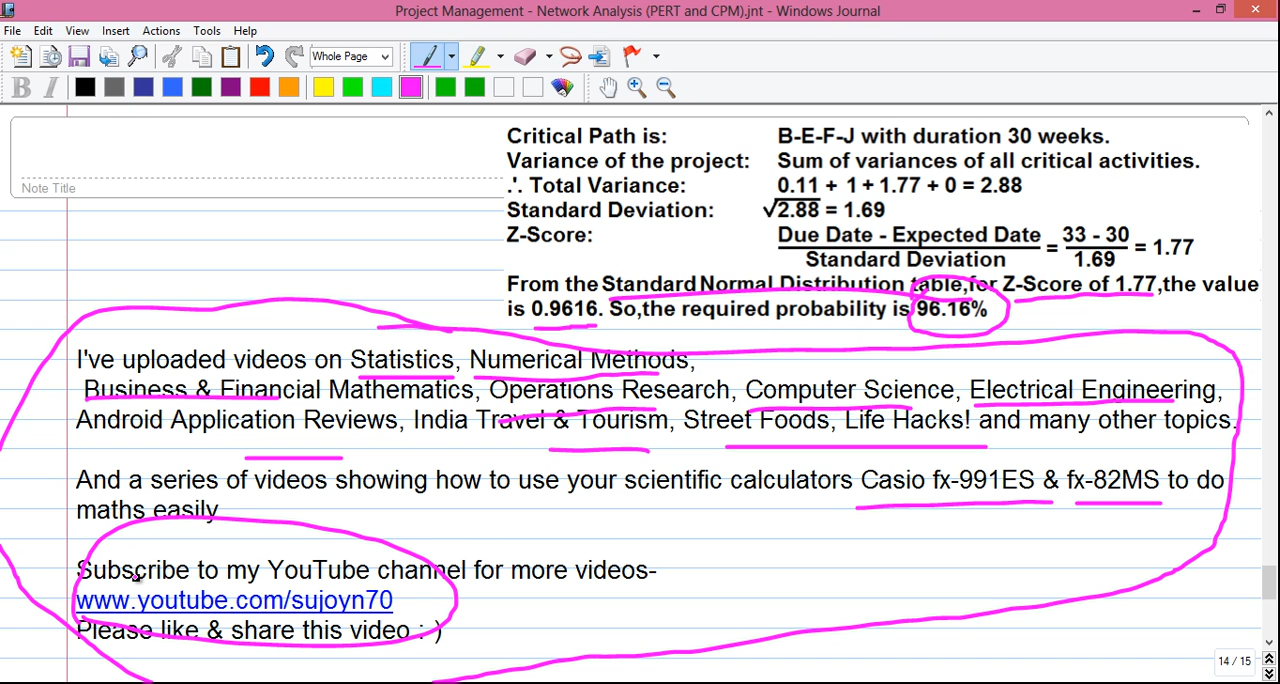 Project Management - Network Analysis (PERT and CPM).jnt - Windows Journal
File Edit View Insert Actions Tools Help
Whole Page
B I
Note Title
Critical Path is: B-E-F-J with duration 30 weeks.
Variance of the project: Sum of variances of all critical activities.
∴ Total Variance: 0.11 + 1 + 1.77 + 0 = 2.88
Standard Deviation: √2.88 = 1.69
Z-Score: Due Date - Expected Date / Standard Deviation = 33 - 30 / 1.69 = 1.77
From the Standard Normal Distribution table,for Z-Score of 1.77,the value
is 0.9616. So,the required probability is 96.16%
I've uploaded videos on Statistics, Numerical Methods,
Business & Financial Mathematics, Operations Research, Computer Science, Electrical Engineering,
Android Application Reviews, India Travel & Tourism, Street Foods, Life Hacks! and many other topics.
And a series of videos showing how to use your scientific calculators Casio fx-991ES & fx-82MS to do
maths easily
Subscribe to my YouTube channel for more videos-
www.youtube.com/sujoyn70
Please like & share this video : )
14 / 15